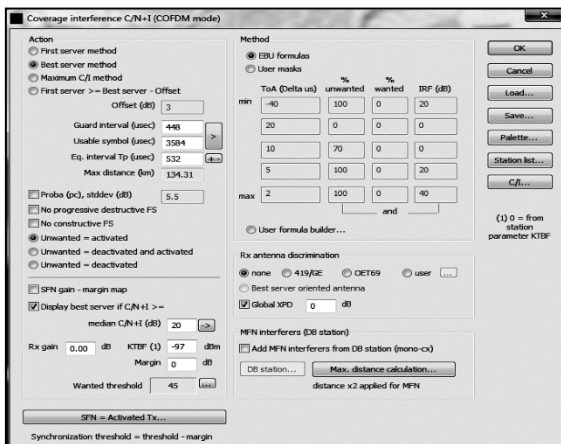 Coverage interference C/N+I (COFDM mode)
Action
First server method
Best server method
Maximum C/I method
First server >= Best server - Offset
Offset (dB) 3
Guard interval (usec) 448 >
Usable symbol (usec) 3584
Eq. interval Tp (usec) 532 +-
Max distance (km) 134.31
Proba (pc), stddev (dB) 5.5
No progressive destructive FS
No constructive FS
Unwanted = activated
Unwanted = deactivated and activated
Unwanted = deactivated
SFN gain - margin map
Display best server if C/N+I >=
median C/N+I (dB) 20 ->
Rx gain 0.00 dB KTBF (1) -97 dBm
Margin 0 dB
Wanted threshold 45 ...
SFN = Activated Tx...
Synchronization threshold = threshold - margin
Method
EBU formulas
User masks
% %
ToA (Delta us) unwanted wanted IRF (dB)
min -40 100 0 20
20 0 0 0
10 70 0 0
5 100 0 20
max 2 100 0 40
and
User formula builder...
Rx antenna discrimination
none 419/GE OET69 user ...
Best server oriented antenna
Global XPD 0 dB
MFN interferers (DB station)
Add MFN interferers from DB station (mono-cx)
DB station... Max. distance calculation...
distance x2 applied for MFN
OK
Cancel
Load...
Save...
Palette...
Station list...
C/I...
(1) 0 = from
station
parameter KTBF